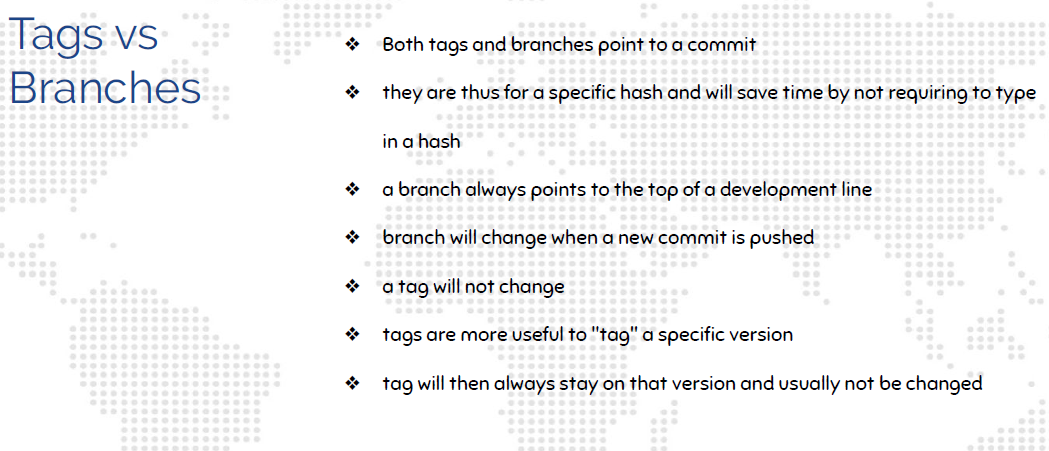 Tags vs
Branches
❖ Both tags and branches point to a commit
❖ they are thus for a specific hash and will save time by not requiring to type
in a hash
❖ a branch always points to the top of a development line
❖ branch will change when a new commit is pushed
❖ a tag will not change
❖ tags are more useful to "tag" a specific version
❖ tag will then always stay on that version and usually not be changed